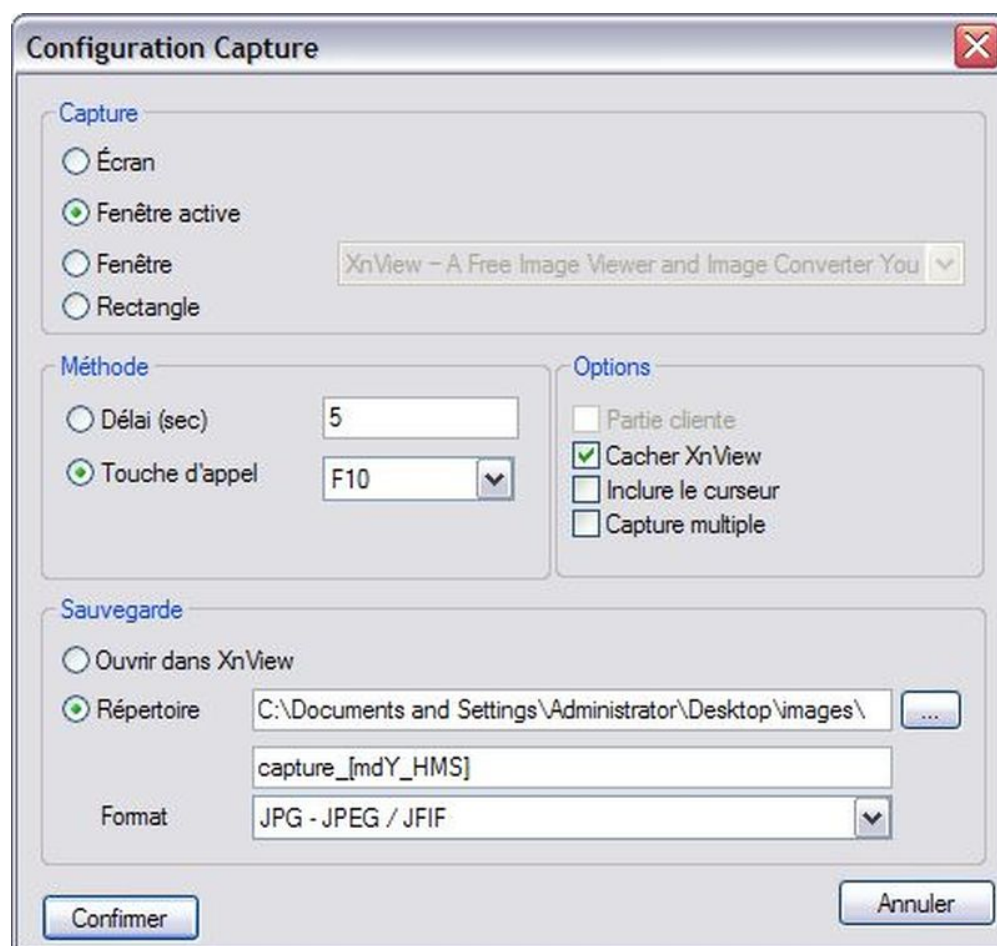 Configuration Capture
Capture
Écran
Fenêtre active
Fenêtre
XnView – A Free Image Viewer and Image Converter You
Rectangle
Méthode
Délai (sec)
5
Touche d'appel
F10
Options
Partie cliente
Cacher XnView
Inclure le curseur
Capture multiple
Sauvegarde
Ouvrir dans XnView
Répertoire
C:\Documents and Settings\Administrator\Desktop\images\
...
capture_[mdY_HMS]
Format
JPG - JPEG / JFIF
Confirmer
Annuler